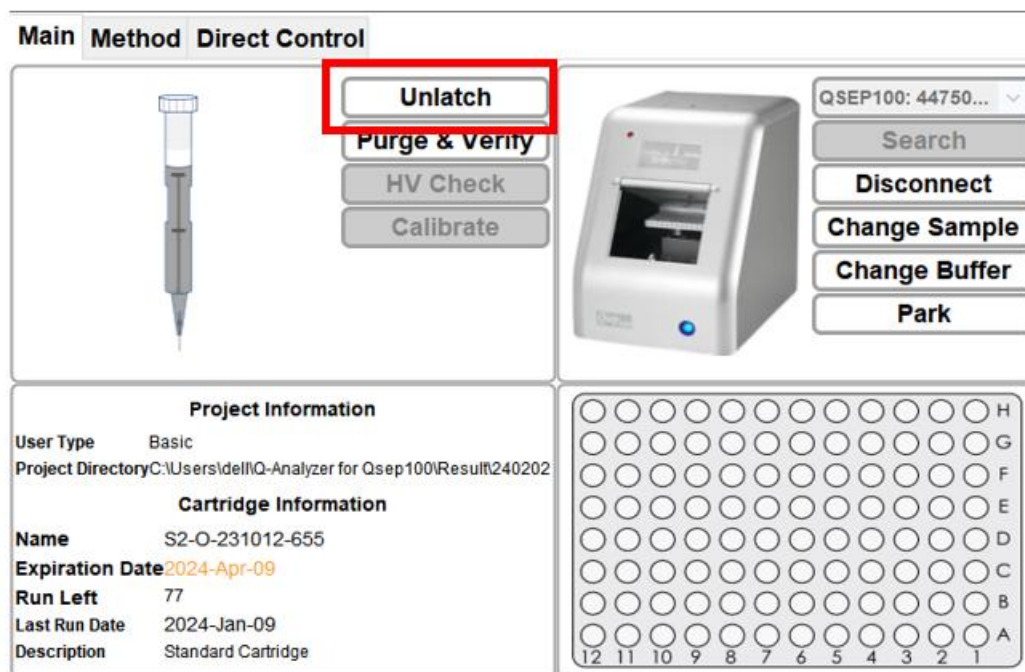 Main Method Direct Control
Unlatch
Purge & Verify
HV Check
Calibrate
QSEP100: 44750...
Search
Disconnect
Change Sample
Change Buffer
Park
Project Information
User Type Basic
Project Directory C:\Users\dell\Q-Analyzer for Qsep100\Result\240202
Cartridge Information
Name S2-O-231012-655
Expiration Date 2024-Apr-09
Run Left 77
Last Run Date 2024-Jan-09
Description Standard Cartridge
H
G
F
E
D
C
B
A
12 11 10 9 8 7 6 5 4 3 2 1